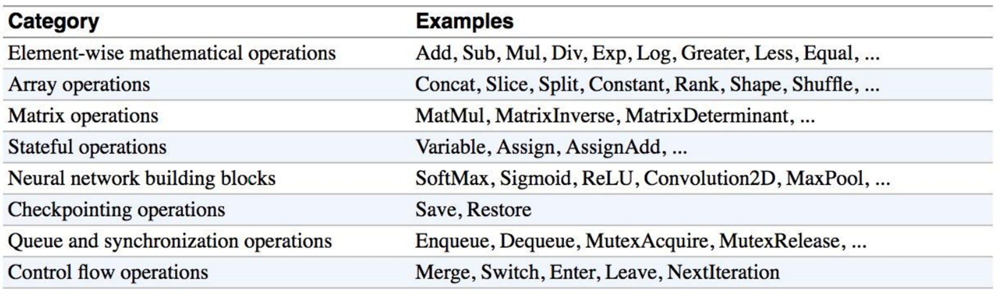 Category Examples
Element-wise mathematical operations Add, Sub, Mul, Div, Exp, Log, Greater, Less, Equal, ...
Array operations Concat, Slice, Split, Constant, Rank, Shape, Shuffle, ...
Matrix operations MatMul, MatrixInverse, MatrixDeterminant, ...
Stateful operations Variable, Assign, AssignAdd, ...
Neural network building blocks SoftMax, Sigmoid, ReLU, Convolution2D, MaxPool, ...
Checkpointing operations Save, Restore
Queue and synchronization operations Enqueue, Dequeue, MutexAcquire, MutexRelease, ...
Control flow operations Merge, Switch, Enter, Leave, NextIteration